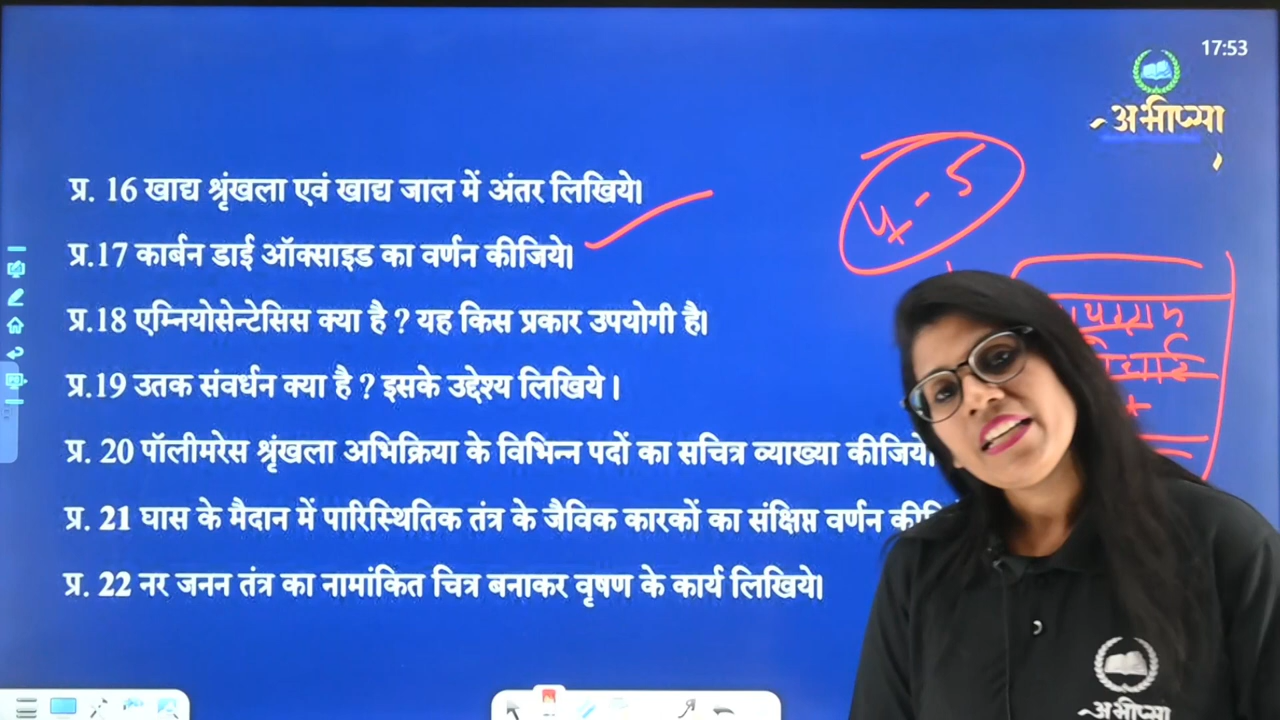 17:53
अभीप्सा
प्र. 16 खाद्य श्रृंखला एवं खाद्य जाल में अंतर लिखिये।
4 - 5
प्र.17 कार्बन डाई ऑक्साइड का वर्णन कीजिये।
प्र.18 एम्नियोसेन्टेसिस क्या है ? यह किस प्रकार उपयोगी है।
प्र.19 उतक संवर्धन क्या है ? इसके उद्देश्य लिखिये ।
प्र. 20 पॉलीमरेस श्रृंखला अभिक्रिया के विभिन्न पदों का सचित्र व्याख्या कीजिये
प्र. 21 घास के मैदान में पारिस्थितिक तंत्र के जैविक कारकों का संक्षिप्त वर्णन
प्र. 22 नर जनन तंत्र का नामांकित चित्र बनाकर वृषण के कार्य लिखिये।
अभीप्सा